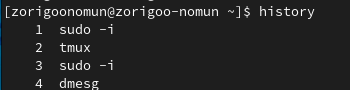 [zorigoonomun@zorigoo-nomun ~]$ history
    1  sudo -i
    2  tmux
    3  sudo -i
    4  dmesg